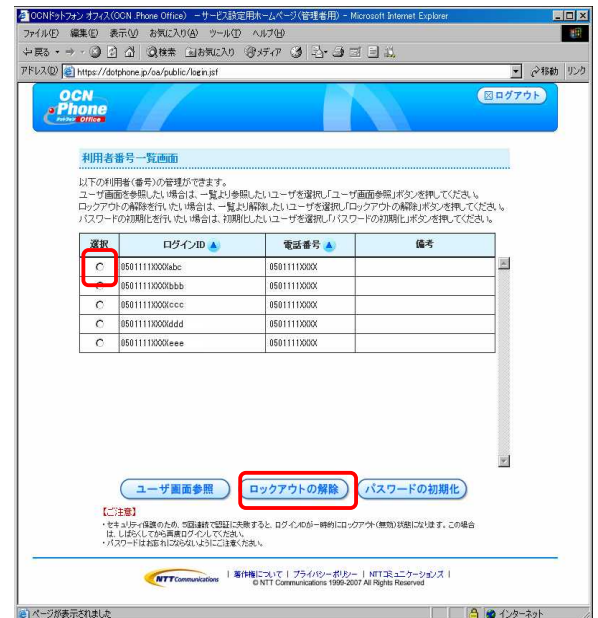 OCNドットフォン オフィス(OCN .Phone Office) －サービス設定用ホームページ(管理者用) - Microsoft Internet Explorer
ファイル(F) 編集(E) 表示(V) お気に入り(A) ツール(T) ヘルプ(H)
戻る 検索 お気に入り メディア
アドレス(D) https://dotphone.jp/oa/public/login.jsf 移動 リンク
OCN
.Phone
Office
ログアウト
利用者番号一覧画面
以下の利用者(番号)の管理ができます。
ユーザ画面を参照したい場合は、一覧より参照したいユーザを選択し「ユーザ画面参照」ボタンを押してください。
ロックアウトの解除を行いたい場合は、一覧より解除したいユーザを選択し「ロックアウトの解除」ボタンを押してください。
パスワードの初期化を行いたい場合は、初期化したいユーザを選択し「パスワードの初期化」ボタンを押してください。
選択 ログインID▲ 電話番号▲ 備考
0501111XXXXabc 0501111XXXX
0501111XXXXbbb 0501111XXXX
0501111XXXXccc 0501111XXXX
0501111XXXXddd 0501111XXXX
0501111XXXXeee 0501111XXXX
ユーザ画面参照 ロックアウトの解除 パスワードの初期化
【ご注意】
・セキュリティ保護のため、5回連続で認証に失敗すると、ログインIDが一時的にロックアウト(無効)状態になります。この場合
は、しばらくしてから再度ログインしてください。
・パスワードはお忘れにならないようにご注意ください。
NTT Communications
| 著作権について | プライバシーポリシー | NTTコミュニケーションズ |
© NTT Communications 1999-2007 All Rights Reserved
ページが表示されました インターネット